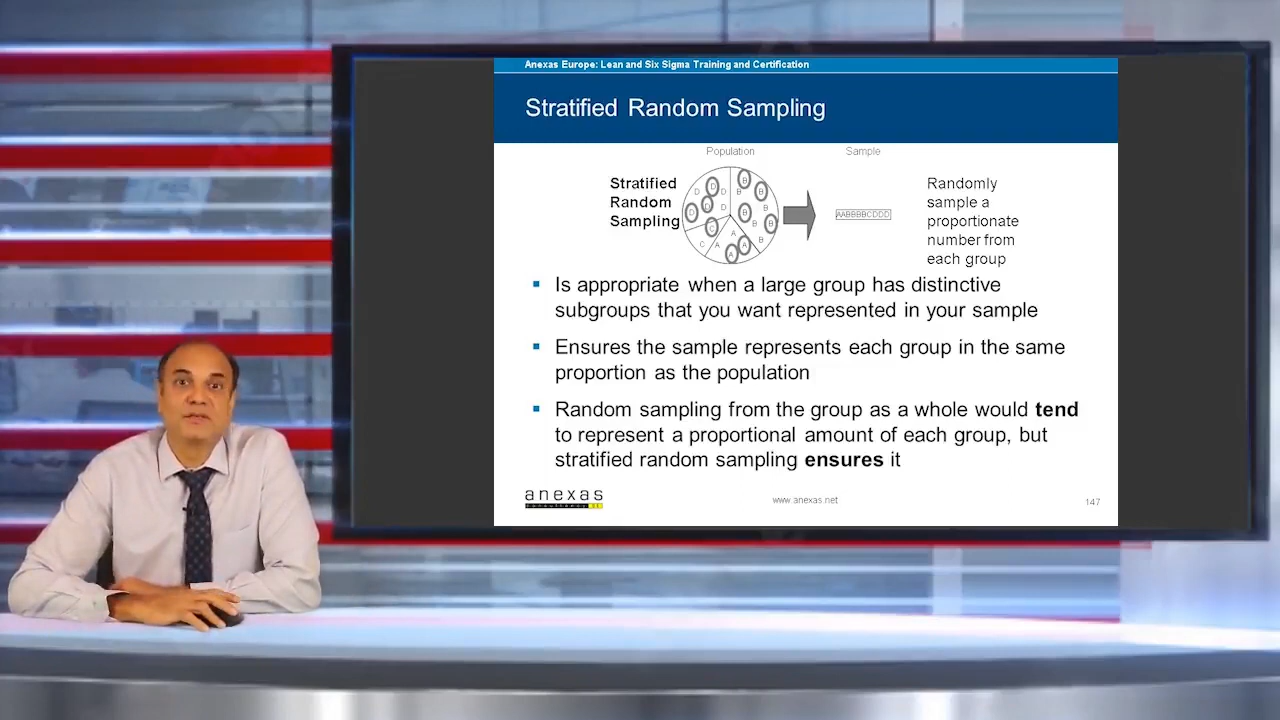 Anexas Europe: Lean and Six Sigma Training and Certification
Stratified Random Sampling
Population
Sample
Stratified
Random
Sampling
D D D
D D D
B B B
B B B
B B
C C
A A A A
AABBBBCDDD
Randomly
sample a
proportionate
number from
each group
Is appropriate when a large group has distinctive
subgroups that you want represented in your sample
Ensures the sample represents each group in the same
proportion as the population
Random sampling from the group as a whole would tend
to represent a proportional amount of each group, but
stratified random sampling ensures it
anexas
www.anexas.net
147